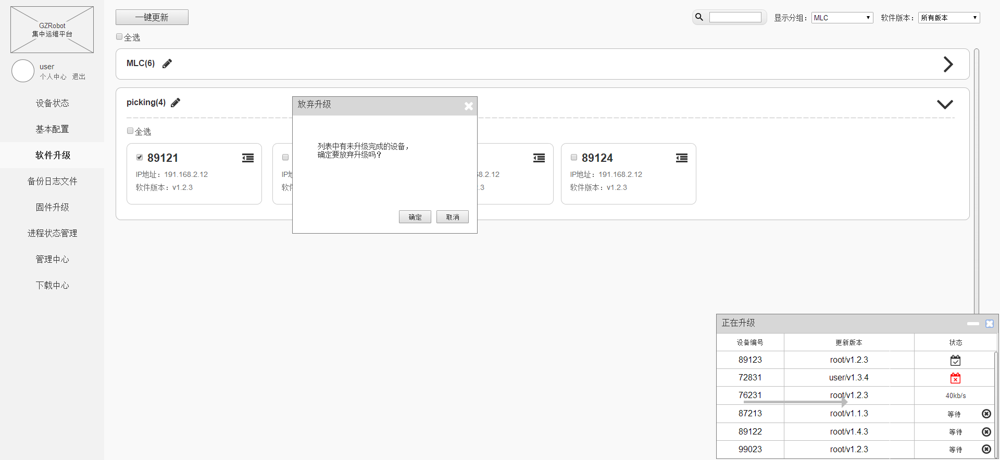 GZRobot
集中运维平台
user
个人中心 退出
设备状态
基本配置
软件升级
备份日志文件
固件升级
进程状态管理
管理中心
下载中心
一键更新
显示分组： MLC 软件版本： 所有版本
全选
MLC(6)
picking(4)
全选
89121
IP地址：191.168.2.12
软件版本：v1.2.3
IP地
软件
8.2.12
.3
89124
IP地址：191.168.2.12
软件版本：v1.2.3
放弃升级
列表中有未升级完成的设备，
确定要放弃升级吗？
确定 取消
正在升级
设备编号 更新版本 状态
89123 root/v1.2.3
72831 user/v1.3.4
76231 root/v1.2.3 40kb/s
87213 root/v1.1.3 等待
89122 root/v1.4.3 等待
99023 root/v1.2.3 等待